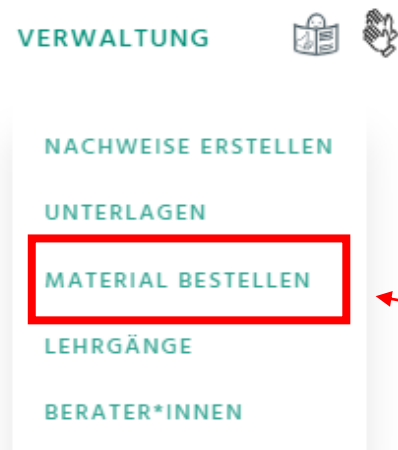 VERWALTUNG
NACHWEISE ERSTELLEN
UNTERLAGEN
MATERIAL BESTELLEN
LEHRGÄNGE
BERATER*INNEN